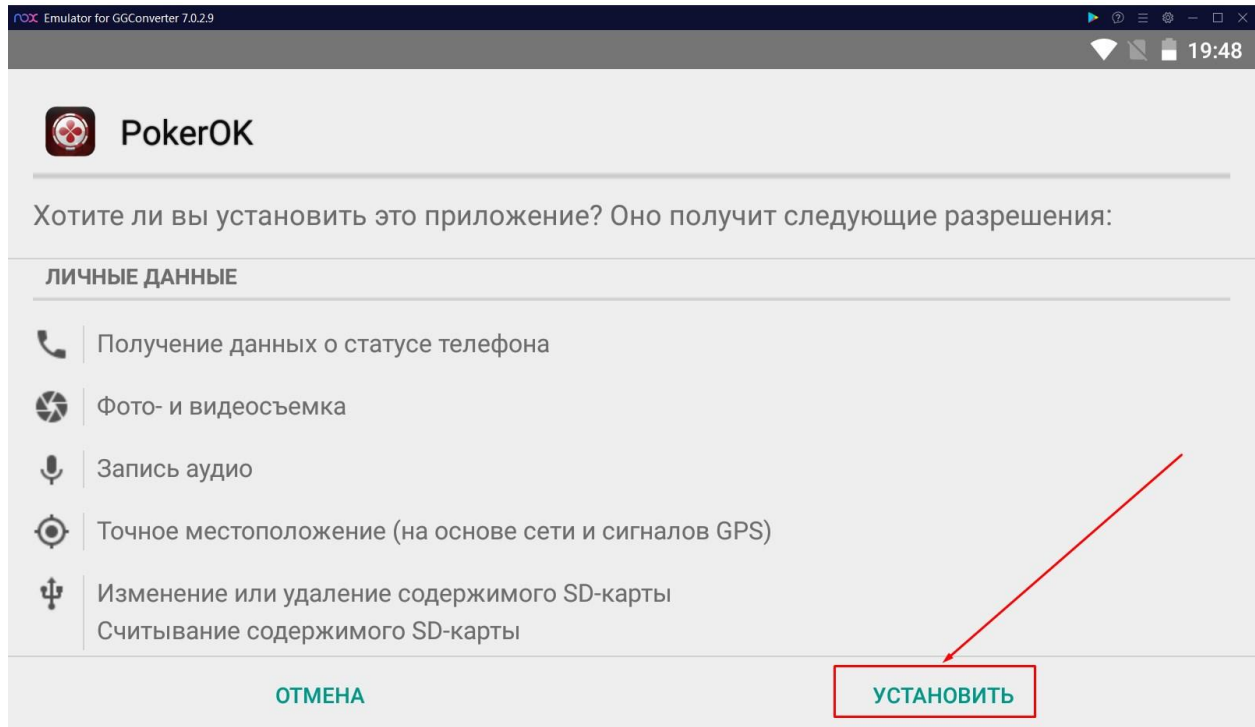 nox Emulator for GGConverter 7.0.2.9
19:48
PokerOK
Хотите ли вы установить это приложение? Оно получит следующие разрешения:
ЛИЧНЫЕ ДАННЫЕ
Получение данных о статусе телефона
Фото- и видеосъемка
Запись аудио
Точное местоположение (на основе сети и сигналов GPS)
Изменение или удаление содержимого SD-карты
Считывание содержимого SD-карты
ОТМЕНА
УСТАНОВИТЬ